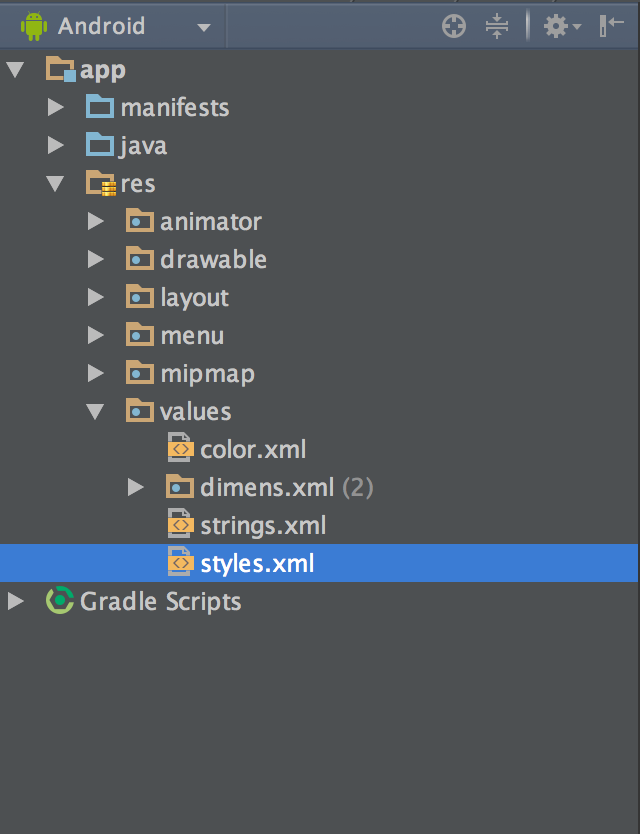 Android
app
manifests
java
res
animator
drawable
layout
menu
mipmap
values
color.xml
dimens.xml (2)
strings.xml
styles.xml
Gradle Scripts